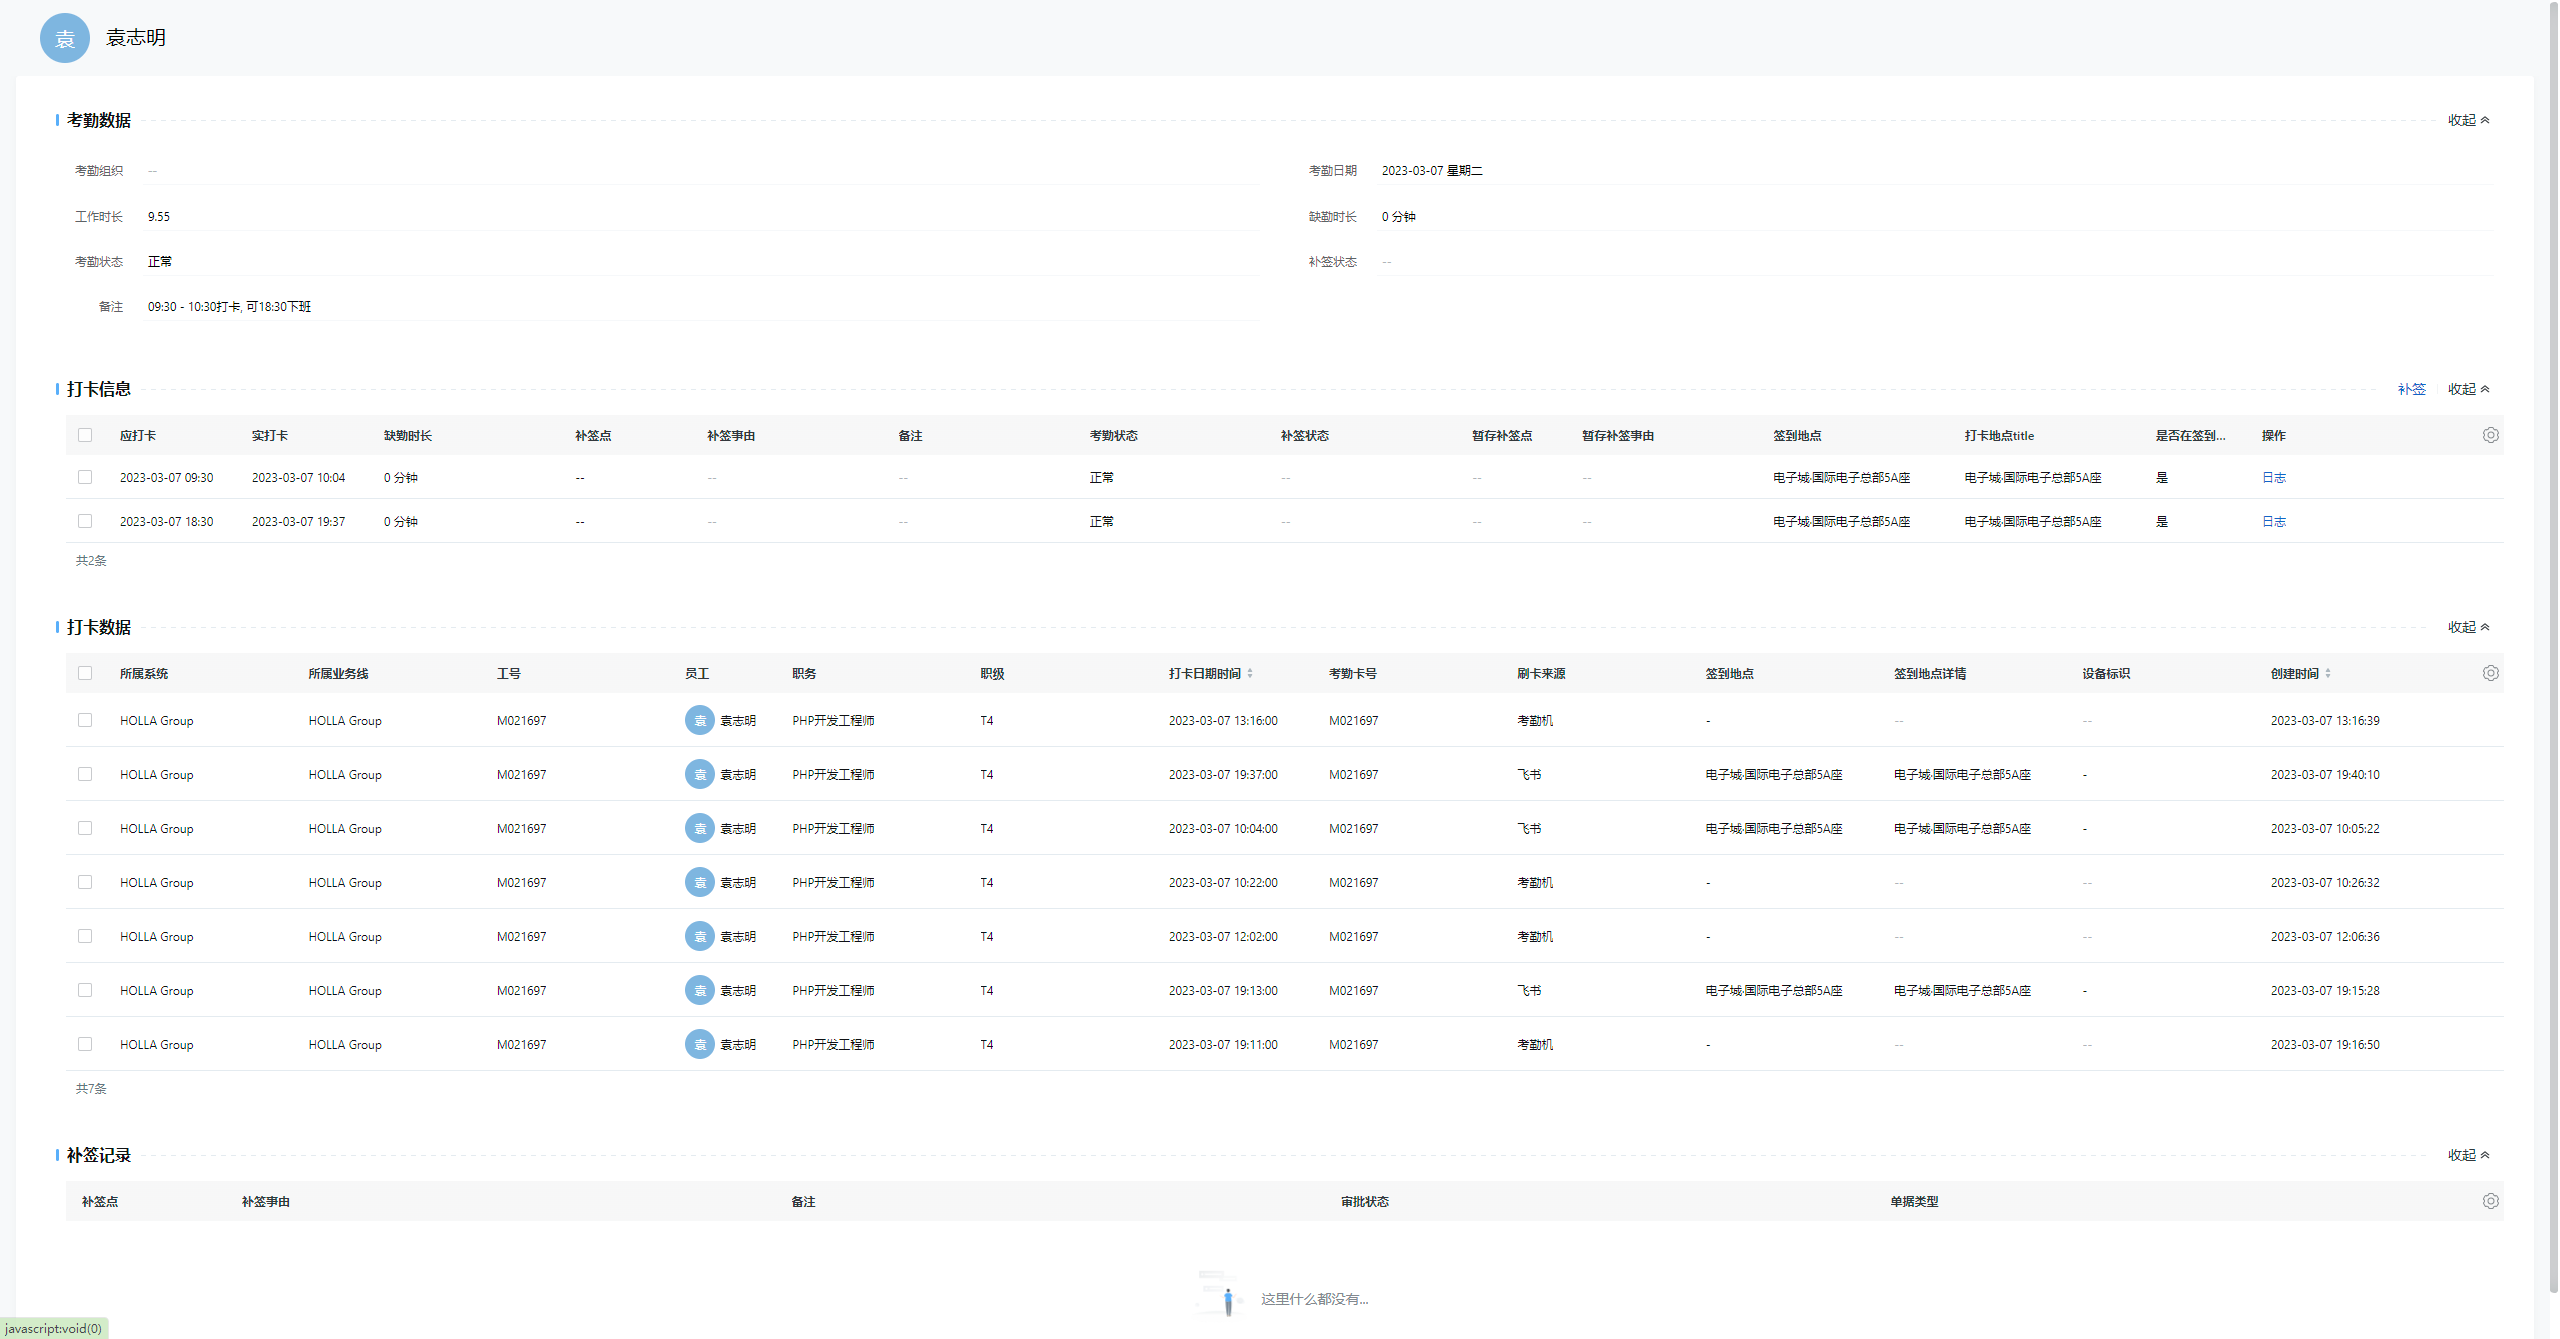 袁 袁志明
考勤数据 收起
考勤组织 -- 考勤日期 2023-03-07 星期二
工作时长 9.55 缺勤时长 0 分钟
考勤状态 正常 补签状态 --
备注 09:30 - 10:30打卡, 可18:30下班
打卡信息 补签 收起
应打卡 实打卡 缺勤时长 补签点 补签事由 备注 考勤状态 补签状态 暂存补签点 暂存补签事由 签到地点 打卡地点title 是否在签到... 操作
2023-03-07 09:30 2023-03-07 10:04 0 分钟 -- -- -- 正常 -- -- -- 电子城·国际电子总部5A座 电子城·国际电子总部5A座 是 日志
2023-03-07 18:30 2023-03-07 19:37 0 分钟 -- -- -- 正常 -- -- -- 电子城·国际电子总部5A座 电子城·国际电子总部5A座 是 日志
共2条
打卡数据 收起
所属系统 所属业务线 工号 员工 职务 职级 打卡日期时间 考勤卡号 刷卡来源 签到地点 签到地点详情 设备标识 创建时间
HOLLA Group HOLLA Group M021697 袁 袁志明 PHP开发工程师 T4 2023-03-07 13:16:00 M021697 考勤机 - -- -- 2023-03-07 13:16:39
HOLLA Group HOLLA Group M021697 袁 袁志明 PHP开发工程师 T4 2023-03-07 19:37:00 M021697 飞书 电子城·国际电子总部5A座 电子城·国际电子总部5A座 - 2023-03-07 19:40:10
HOLLA Group HOLLA Group M021697 袁 袁志明 PHP开发工程师 T4 2023-03-07 10:04:00 M021697 飞书 电子城·国际电子总部5A座 电子城·国际电子总部5A座 - 2023-03-07 10:05:22
HOLLA Group HOLLA Group M021697 袁 袁志明 PHP开发工程师 T4 2023-03-07 10:22:00 M021697 考勤机 - -- -- 2023-03-07 10:26:32
HOLLA Group HOLLA Group M021697 袁 袁志明 PHP开发工程师 T4 2023-03-07 12:02:00 M021697 考勤机 - -- -- 2023-03-07 12:06:36
HOLLA Group HOLLA Group M021697 袁 袁志明 PHP开发工程师 T4 2023-03-07 19:13:00 M021697 飞书 电子城·国际电子总部5A座 电子城·国际电子总部5A座 - 2023-03-07 19:15:28
HOLLA Group HOLLA Group M021697 袁 袁志明 PHP开发工程师 T4 2023-03-07 19:11:00 M021697 考勤机 - -- -- 2023-03-07 19:16:50
共7条
补签记录 收起
补签点 补签事由 备注 审批状态 单据类型
这里什么都没有...
javascript:void(0)